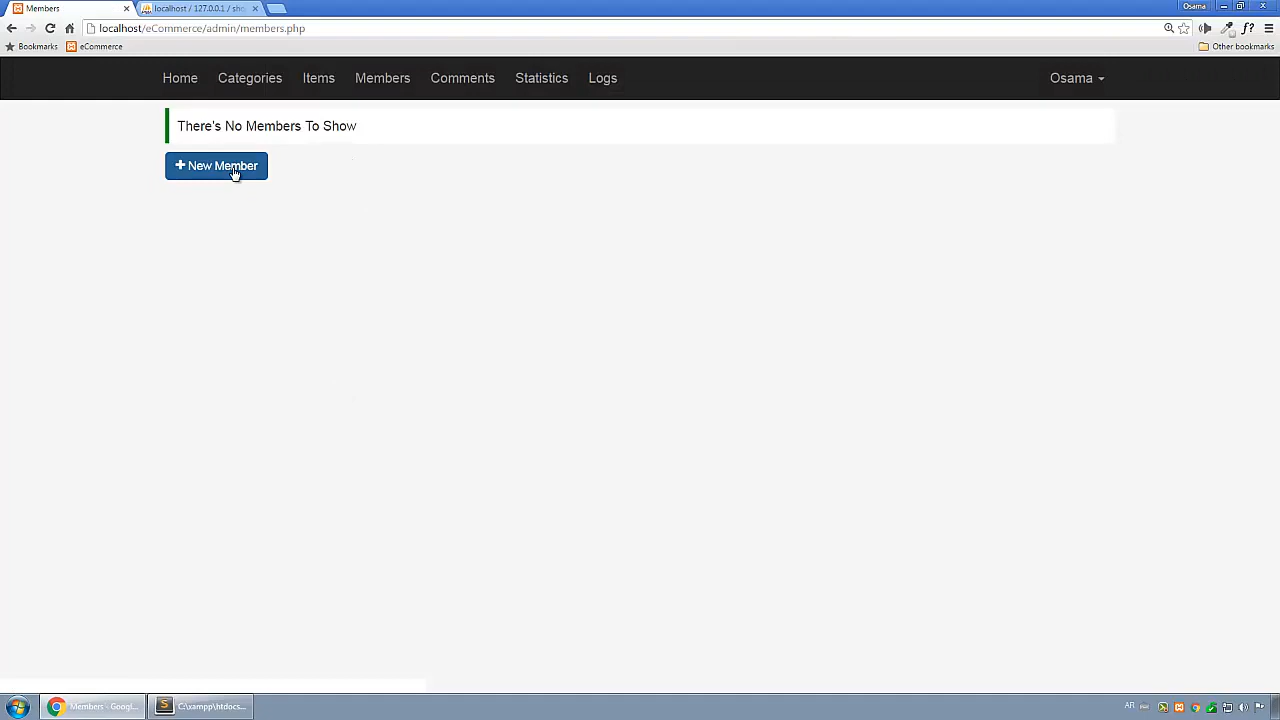 Members
localhost / 127.0.0.1 / sho
Osama
localhost/eCommerce/admin/members.php
f?
Bookmarks
eCommerce
Other bookmarks
Home Categories Items Members Comments Statistics Logs Osama
There's No Members To Show
New Member
Members - Googl...
C:\xampp\htdocs...
AR